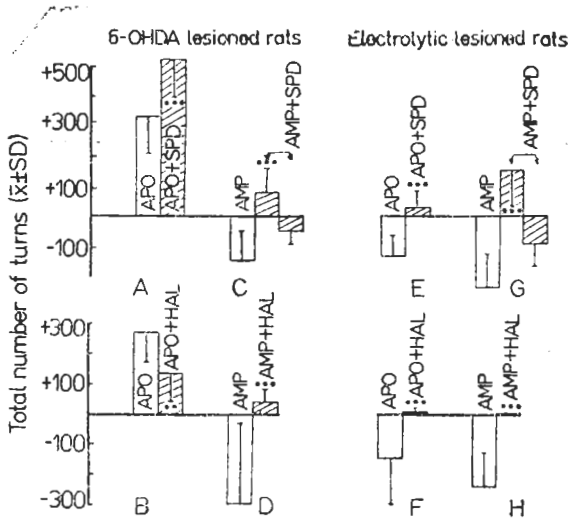 6-OHDA lesioned rats
Electrolytic lesioned rats
Total number of turns (x̄±SD)
+500
+300
+100
-100
APO
APO+SPD
AMP
AMP+SPD
APO
APO+SPD
AMP
AMP+SPD
A
C
E
G
+300
+100
-100
-300
APO
APO+HAL
AMP
AMP+HAL
APO
APO+HAL
AMP
AMP+HAL
B
D
F
H